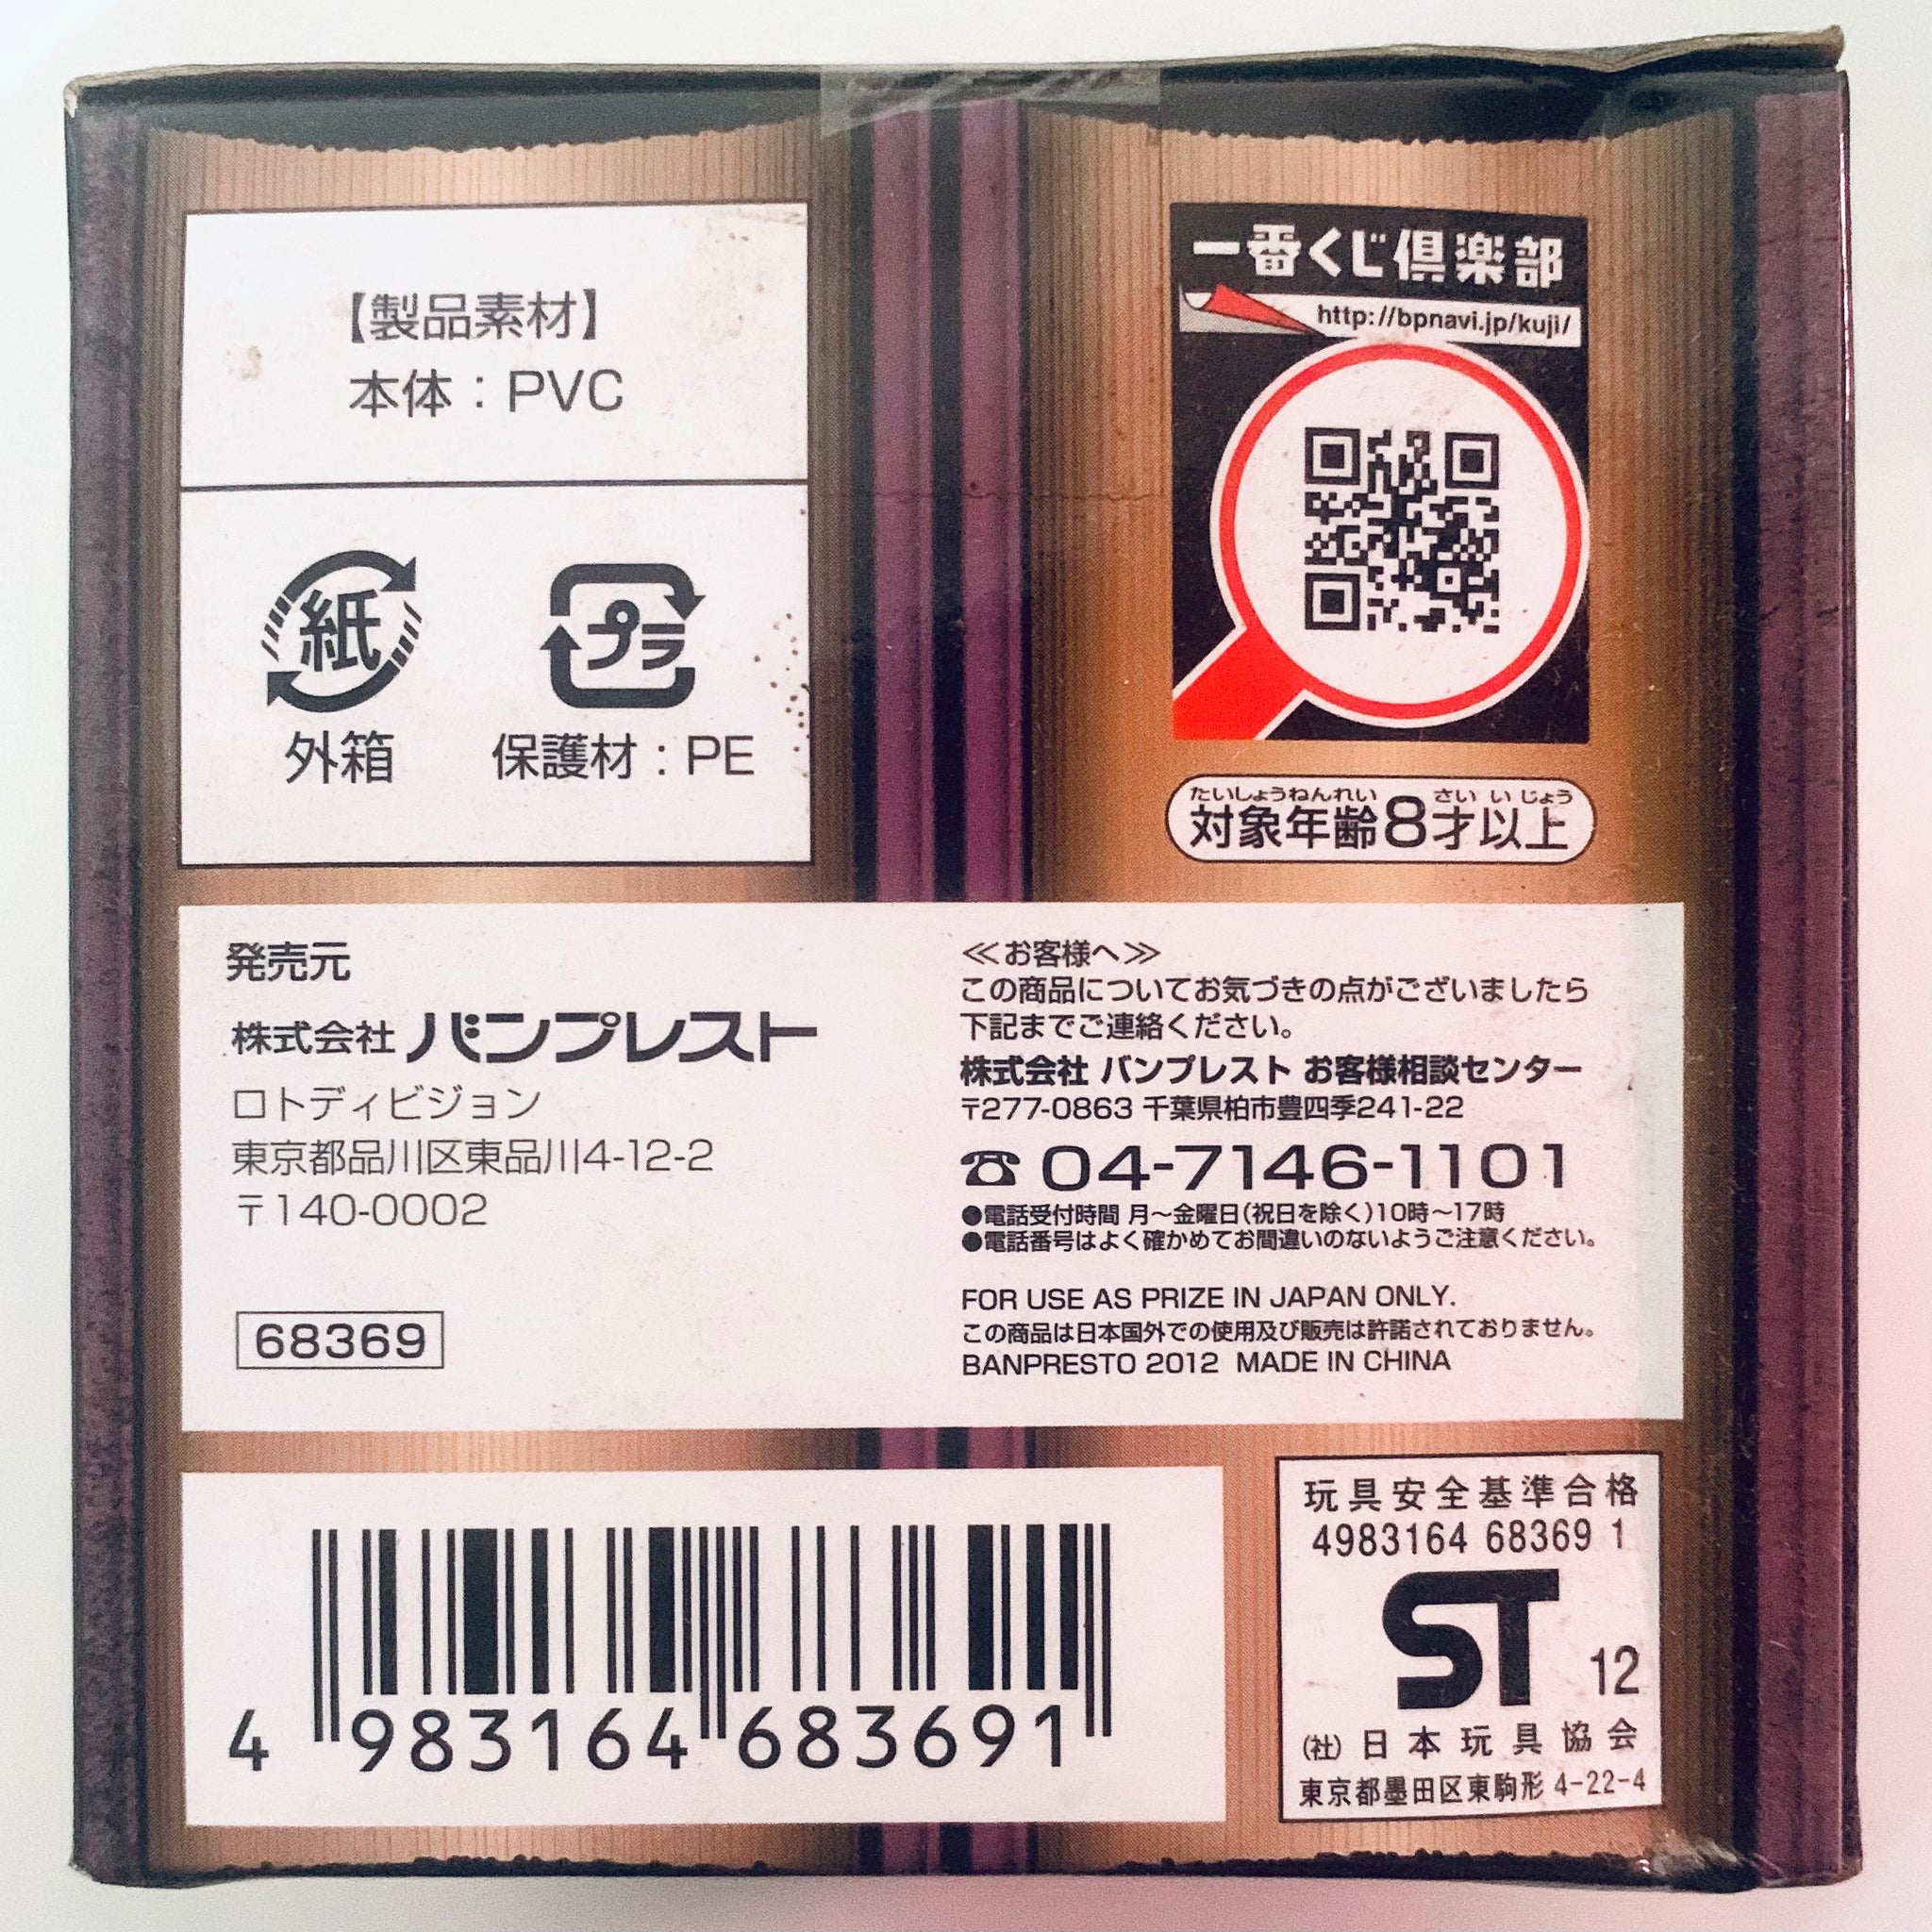 【製品素材】
本体：PVC
紙
外箱
プラ
保護材：PE
一番くじ倶楽部
http://bpnavi.jp/kuji/
たいしょうねんれい さい い じょう
対象年齢8才以上
発売元
株式会社 バンプレスト
ロトディビジョン
東京都品川区東品川4-12-2
〒140-0002
68369
≪お客様へ≫
この商品についてお気づきの点がございましたら
下記までご連絡ください。
株式会社 バンプレスト お客様相談センター
〒277-0863 千葉県柏市豊四季241-22
☎ 04-7146-1101
●電話受付時間 月～金曜日(祝日を除く)10時～17時
●電話番号はよく確かめてお間違いのないようご注意ください。
FOR USE AS PRIZE IN JAPAN ONLY.
この商品は日本国外での使用及び販売は許諾されておりません。
BANPRESTO 2012 MADE IN CHINA
4 983164 683691
玩具安全基準合格
4983164 68369 1
ST 12
(社) 日本玩具協会
東京都墨田区東駒形 4-22-4